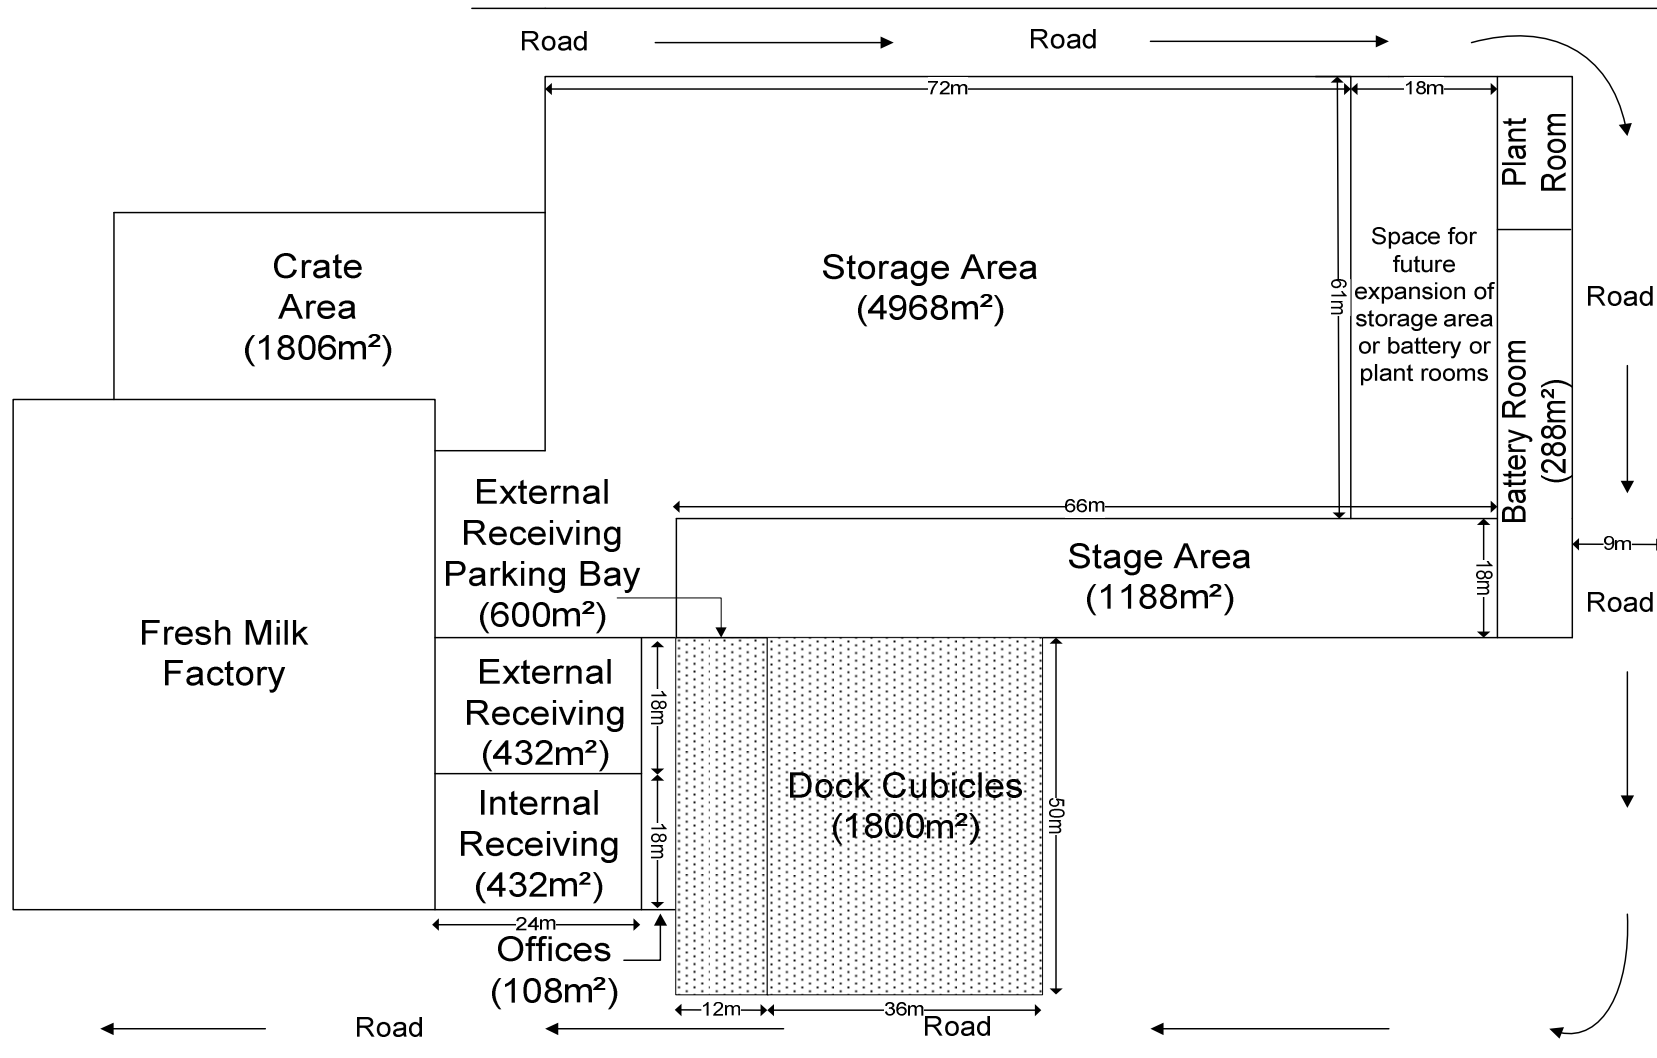 Road
Road
72m
18m
Plant
Room
Crate
Area
(1806m²)
Storage Area
(4968m²)
61m
Space for
future
expansion of
storage area
or battery or
plant rooms
Road
Battery Room
(288m²)
External
Receiving
Parking Bay
(600m²)
66m
Stage Area
(1188m²)
18m
9m
Road
Fresh Milk
Factory
External
Receiving
(432m²)
18m
Internal
Receiving
(432m²)
18m
Dock Cubicles
(1800m²)
50m
24m
Offices
(108m²)
12m
36m
Road
Road